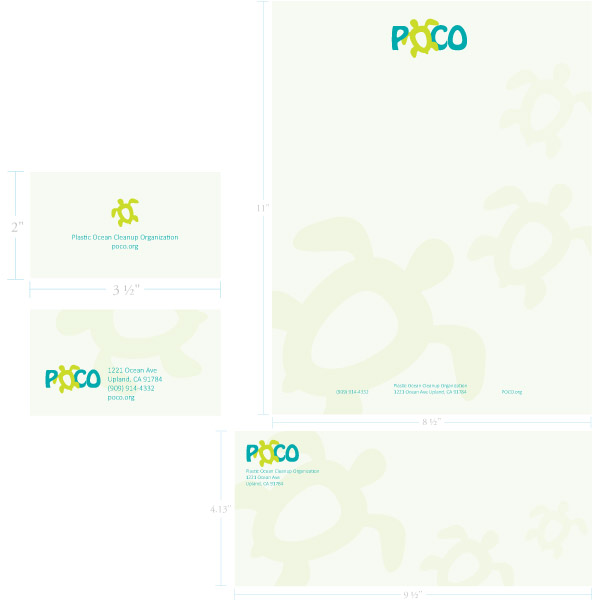 POCO
11"
2"
Plastic Ocean Cleanup Organization
poco.org
3 ½"
POCO
1221 Ocean Ave
Upland, CA 91784
(909) 914-4332
poco.org
Plastic Ocean Cleanup Organization
(909) 914-4332 1221 Ocean Ave Upland, CA 91784 POCO.org
8 ½"
POCO
Plastic Ocean Cleanup Organization
1221 Ocean Ave
Upland, CA 91784
4.13"
9 ½"